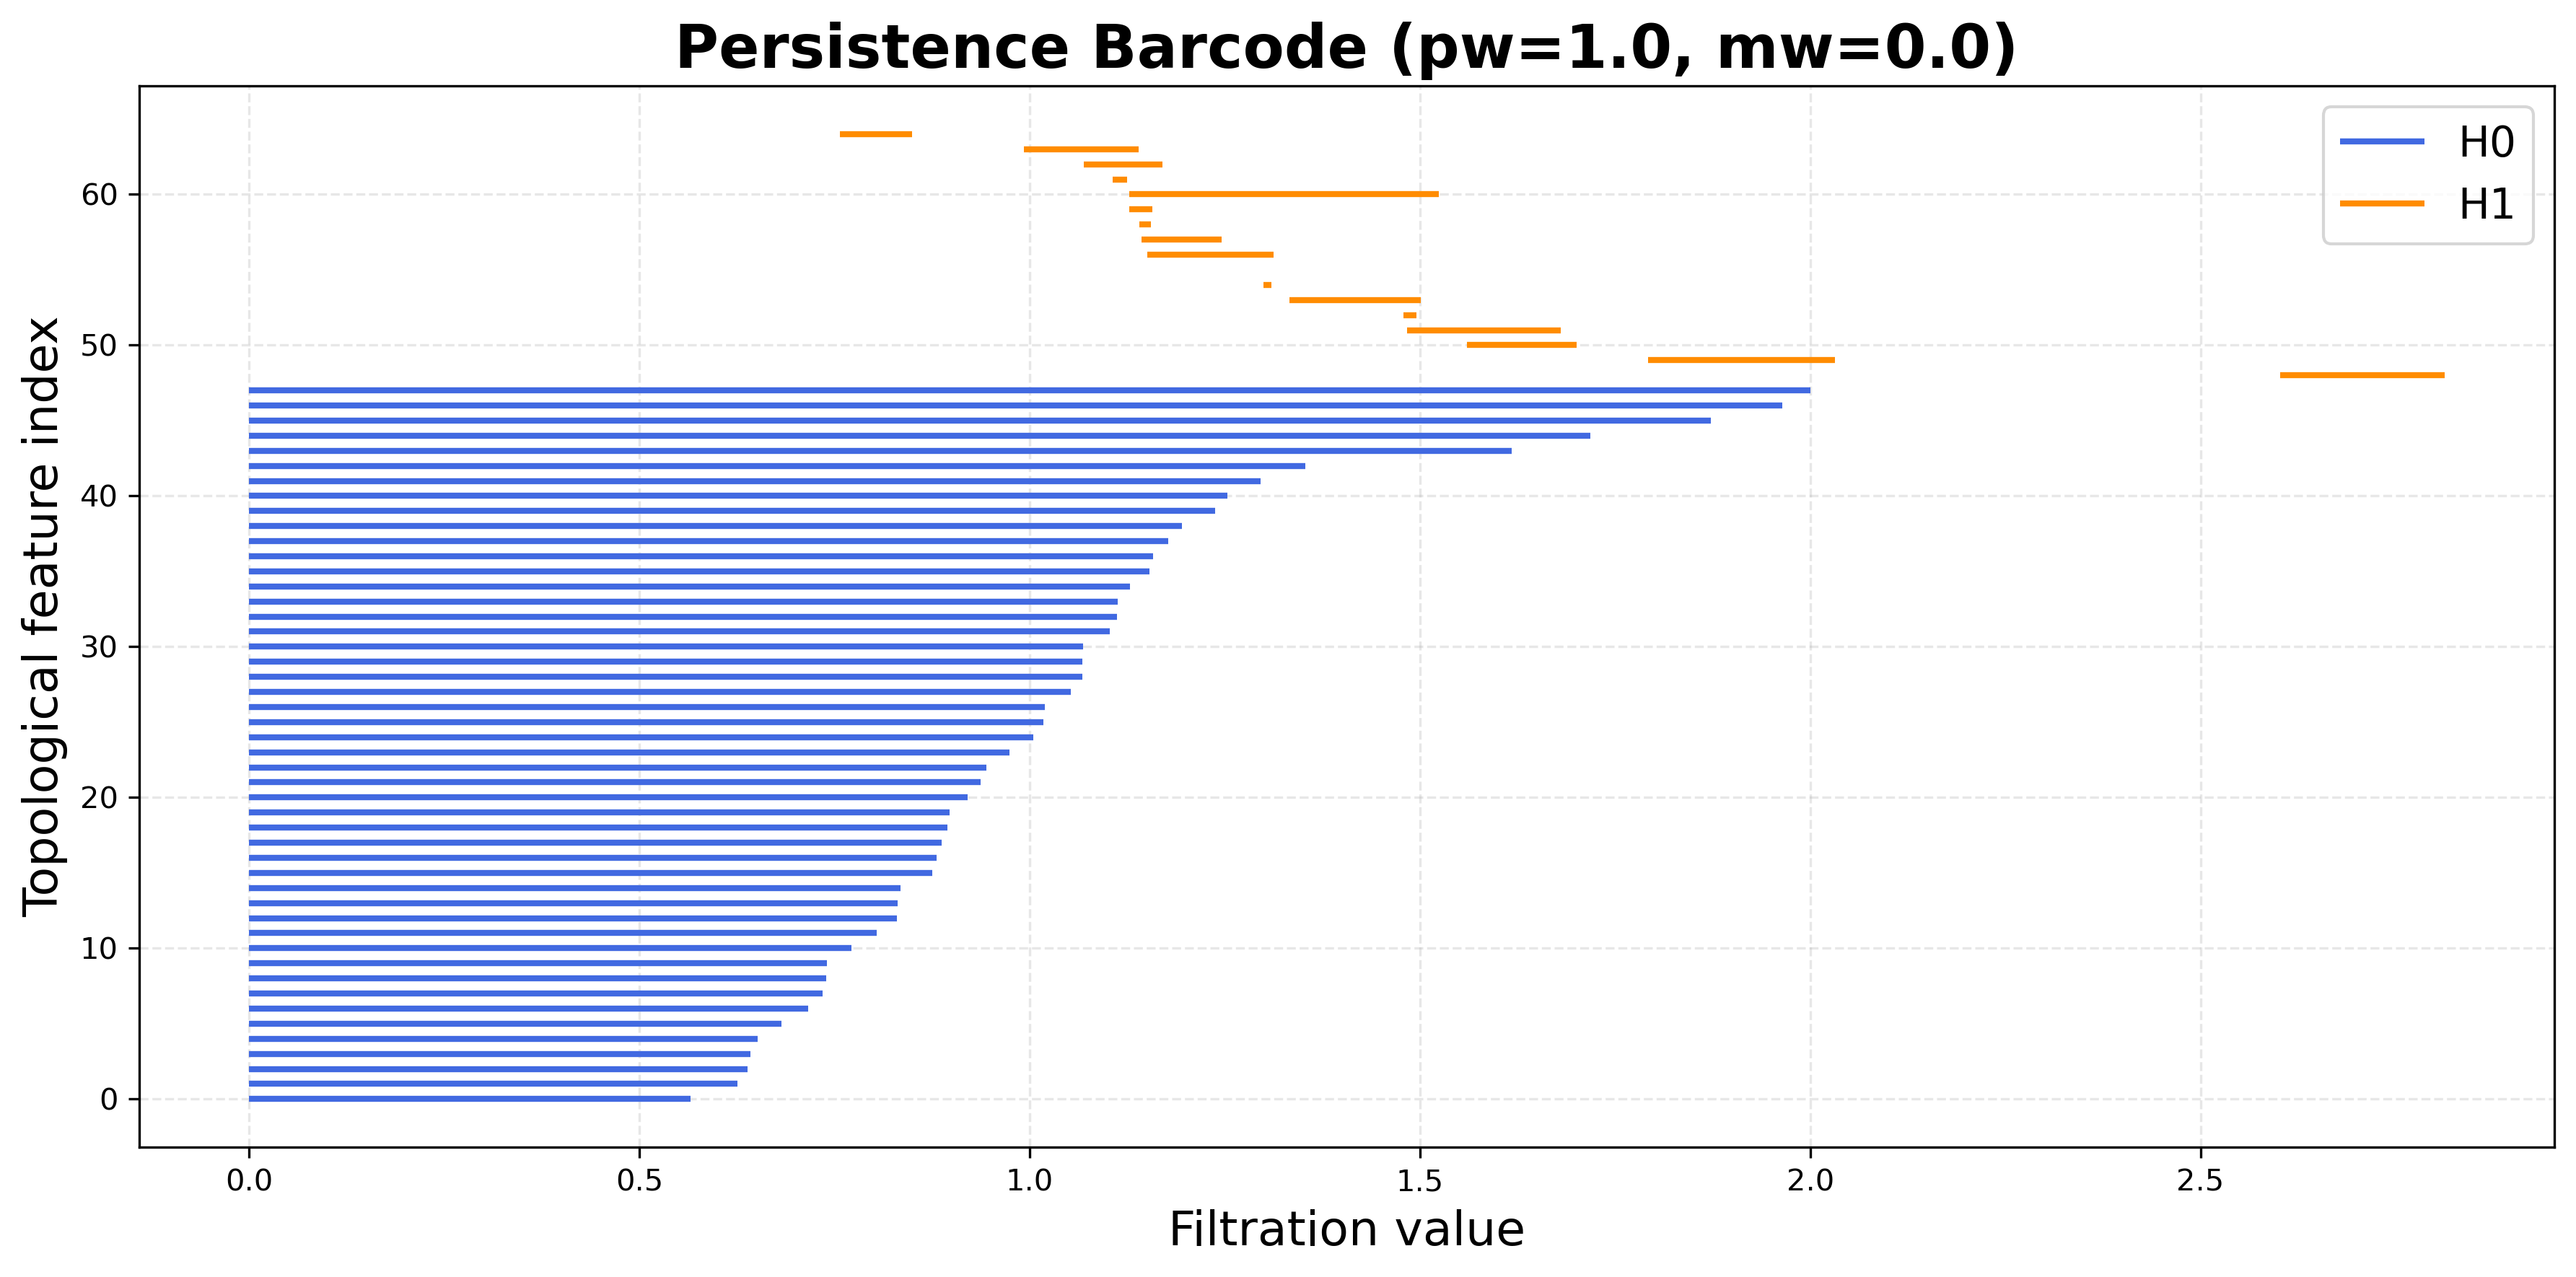 Persistence Barcode (pw=1.0, mw=0.0)
H0
H1
Topological feature index
60
50
40
30
20
10
0
0.0 0.5 1.0 1.5 2.0 2.5
Filtration value